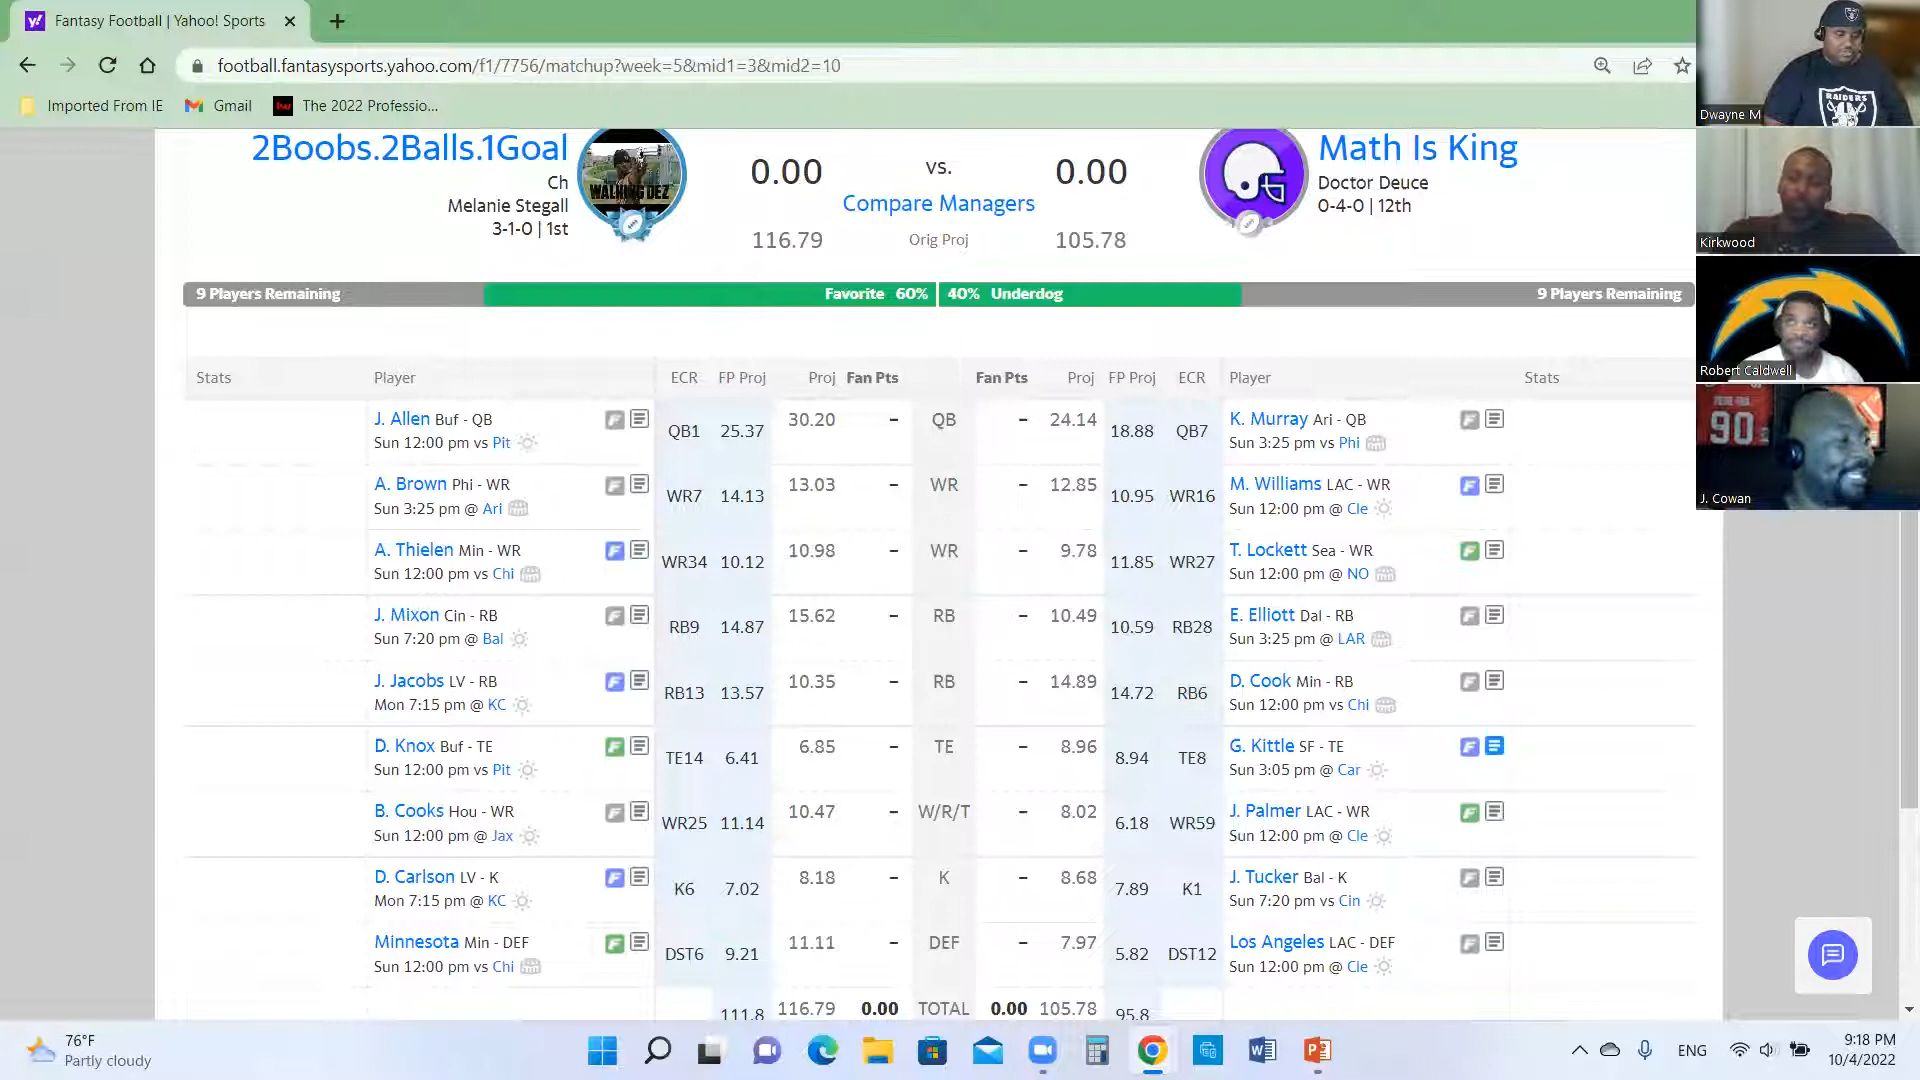 Fantasy Football | Yahoo! Sports
football.fantasysports.yahoo.com/f1/7756/matchup?week=5&mid1=3&mid2=10
Imported From IE Gmail The 2022 Professio...
Dwayne M
Kirkwood
Robert Caldwell
J. Cowan
RAIDERS
90
2Boobs.2Balls.1Goal 0.00 vs. 0.00 Math Is King
Ch Doctor Deuce
Melanie Stegall Compare Managers 0-4-0 | 12th
3-1-0 | 1st 116.79 Orig Proj 105.78
WALKING DEZ
9 Players Remaining Favorite 60% 40% Underdog 9 Players Remaining
Stats Player ECR FP Proj Proj Fan Pts Fan Pts Proj FP Proj ECR Player Stats
J. Allen Buf - QB QB1 25.37 30.20 – QB – 24.14 18.88 QB7 K. Murray Ari - QB
Sun 12:00 pm vs Pit Sun 3:25 pm vs Phi
A. Brown Phi - WR WR7 14.13 13.03 – WR – 12.85 10.95 WR16 M. Williams LAC - WR
Sun 3:25 pm @ Ari Sun 12:00 pm @ Cle
A. Thielen Min - WR WR34 10.12 10.98 – WR – 9.78 11.85 WR27 T. Lockett Sea - WR
Sun 12:00 pm vs Chi Sun 12:00 pm @ NO
J. Mixon Cin - RB RB9 14.87 15.62 – RB – 10.49 10.59 RB28 E. Elliott Dal - RB
Sun 7:20 pm @ Bal Sun 3:25 pm @ LAR
J. Jacobs LV - RB RB13 13.57 10.35 – RB – 14.89 14.72 RB6 D. Cook Min - RB
Mon 7:15 pm @ KC Sun 12:00 pm vs Chi
D. Knox Buf - TE TE14 6.41 6.85 – TE – 8.96 8.94 TE8 G. Kittle SF - TE
Sun 12:00 pm vs Pit Sun 3:05 pm @ Car
B. Cooks Hou - WR WR25 11.14 10.47 – W/R/T – 8.02 6.18 WR59 J. Palmer LAC - WR
Sun 12:00 pm @ Jax Sun 12:00 pm @ Cle
D. Carlson LV - K K6 7.02 8.18 – K – 8.68 7.89 K1 J. Tucker Bal - K
Mon 7:15 pm @ KC Sun 7:20 pm vs Cin
Minnesota Min - DEF DST6 9.21 11.11 – DEF – 7.97 5.82 DST12 Los Angeles LAC - DEF
Sun 12:00 pm vs Chi Sun 12:00 pm @ Cle
111.8 116.79 0.00 TOTAL 0.00 105.78 95.8
76°F
Partly cloudy
ENG
9:18 PM
10/4/2022